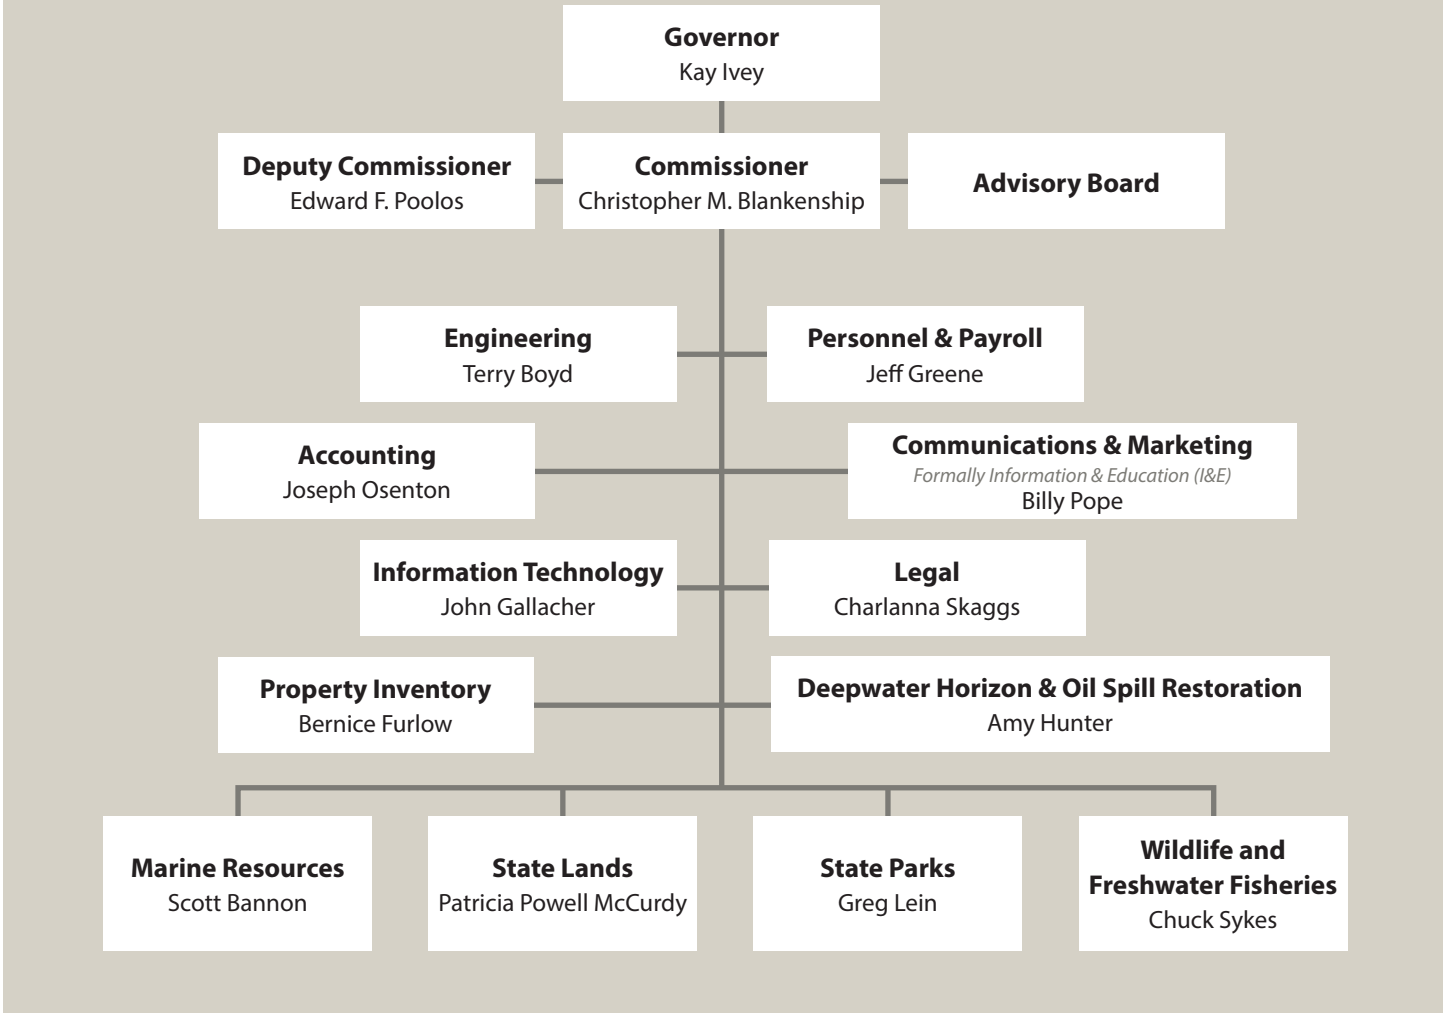 Governor
Kay Ivey
Deputy Commissioner
Edward F. Poolos
Commissioner
Christopher M. Blankenship
Advisory Board
Engineering
Terry Boyd
Personnel & Payroll
Jeff Greene
Accounting
Joseph Osenton
Communications & Marketing
Formally Information & Education (I&E)
Billy Pope
Information Technology
John Gallacher
Legal
Charlanna Skaggs
Property Inventory
Bernice Furlow
Deepwater Horizon & Oil Spill Restoration
Amy Hunter
Marine Resources
Scott Bannon
State Lands
Patricia Powell McCurdy
State Parks
Greg Lein
Wildlife and
Freshwater Fisheries
Chuck Sykes